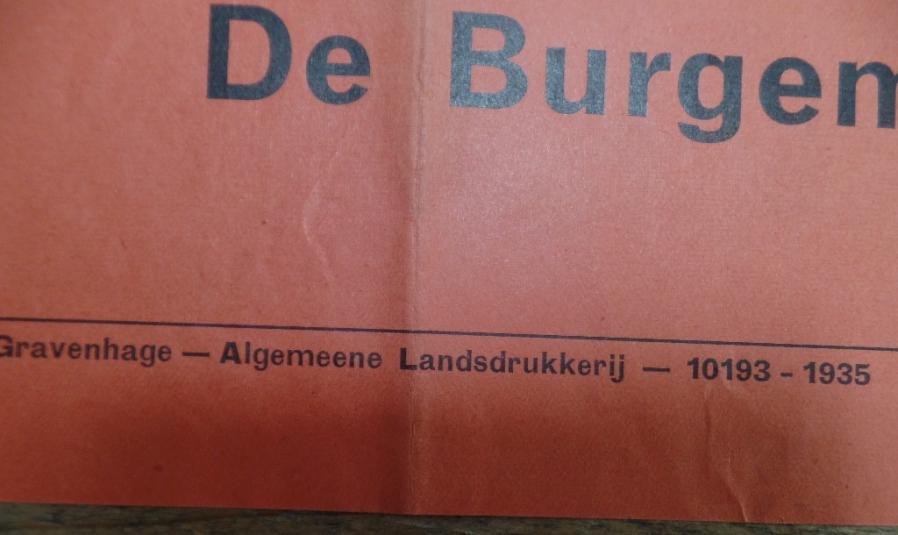 De Burgem
Gravenhage — Algemeene Landsdrukkerij — 10193 - 1935